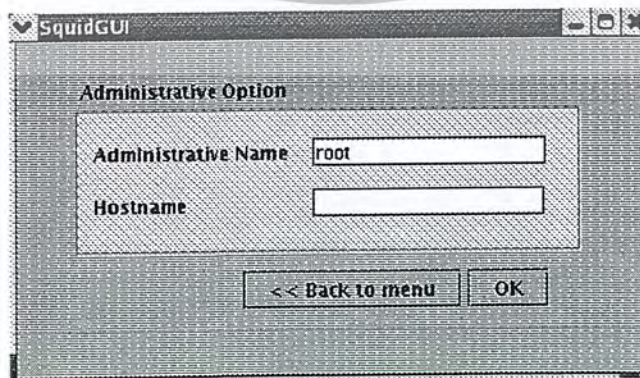 SquidGUI
Administrative Option
Administrative Name root
Hostname
<< Back to menu OK